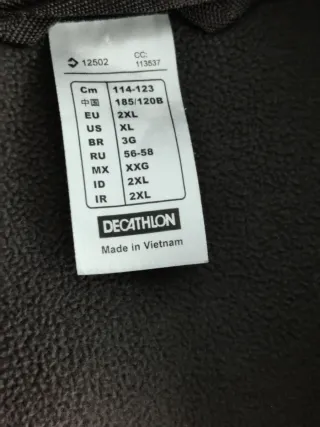 12502 CC: 113637
Cm 114-123
中国 185/120B
EU 2XL
US XL
BR 3G
RU 56-58
MX XXG
ID 2XL
IR 2XL
DECATHLON
Made in Vietnam